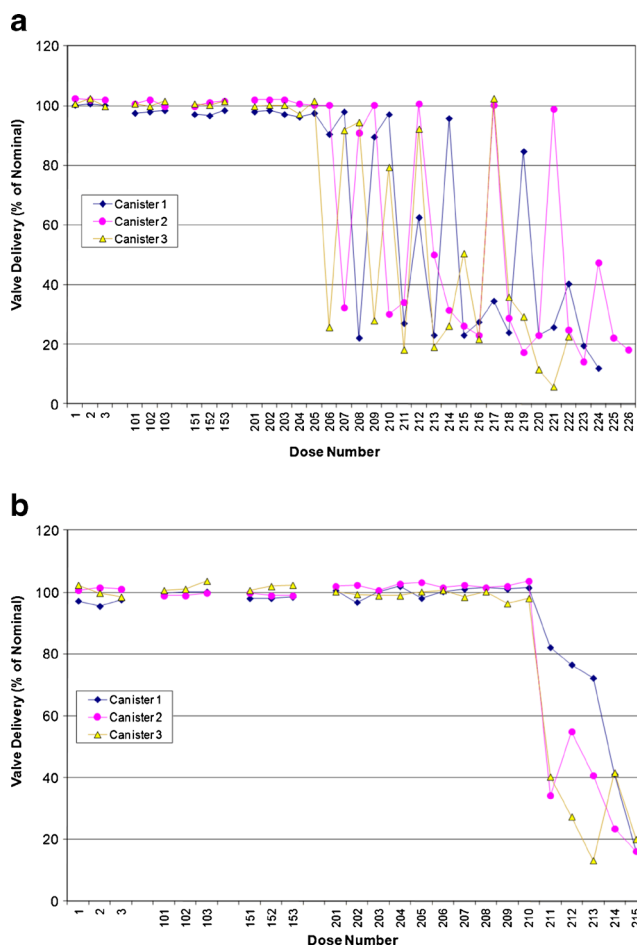 a
120
100
80
60
40
20
0
Valve Delivery (% of Nominal)
Canister 1
Canister 2
Canister 3
1 2 3 101 102 103 151 152 153 201 202 203 204 205 206 207 208 209 210 211 212 213 214 215 216 217 218 219 220 221 222 223 224 225 226
Dose Number
b
120
100
80
60
40
20
0
Valve Delivery (% of Nominal)
Canister 1
Canister 2
Canister 3
1 2 3 101 102 103 151 152 153 201 202 203 204 205 206 207 208 209 210 211 212 213 214 215
Dose Number